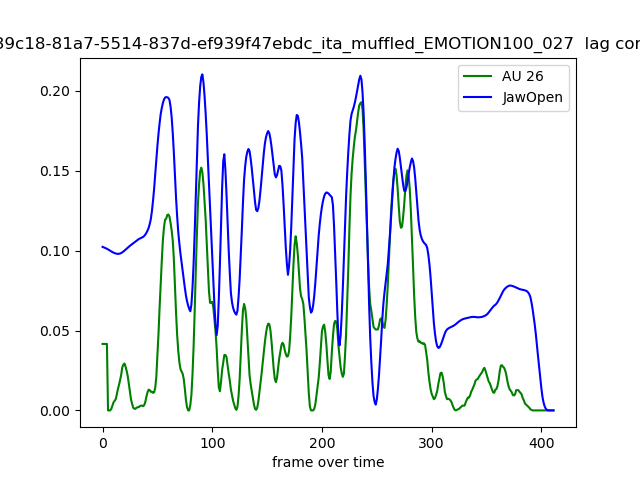 39c18-81a7-5514-837d-ef939f47ebdc_ita_muffled_EMOTION100_027 lag cor
AU 26
JawOpen
0.20
0.15
0.10
0.05
0.00
0 100 200 300 400
frame over time